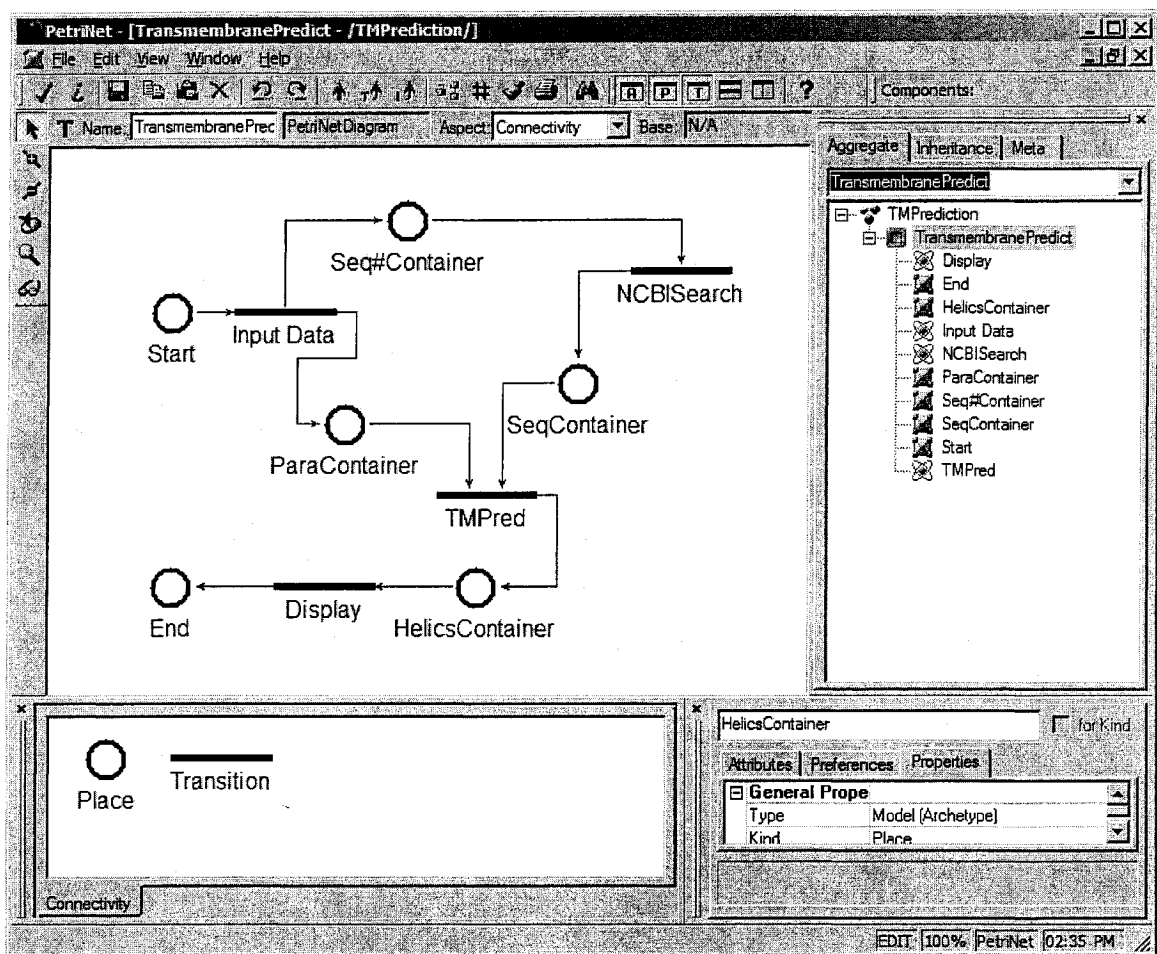 PetriNet - [TransmembranePredict - /TMPrediction/]
File Edit View Window Help
Components:
T Name: TransmembranePrec PetriNetDiagram Aspect: Connectivity Base: N/A
Aggregate Inheritance Meta
TransmembranePredict
TMPrediction
TransmembranePredict
Display
End
HelicsContainer
Input Data
NCBISearch
ParaContainer
Seq#Container
SeqContainer
Start
TMPred
Seq#Container
NCBISearch
Start
Input Data
SeqContainer
ParaContainer
TMPred
End
Display
HelicsContainer
Place
Transition
Connectivity
HelicsContainer
for Kind
Attributes Preferences Properties
General Prope
Type Model (Archetype)
Kind Place
EDIT 100% PetriNet 02:35 PM